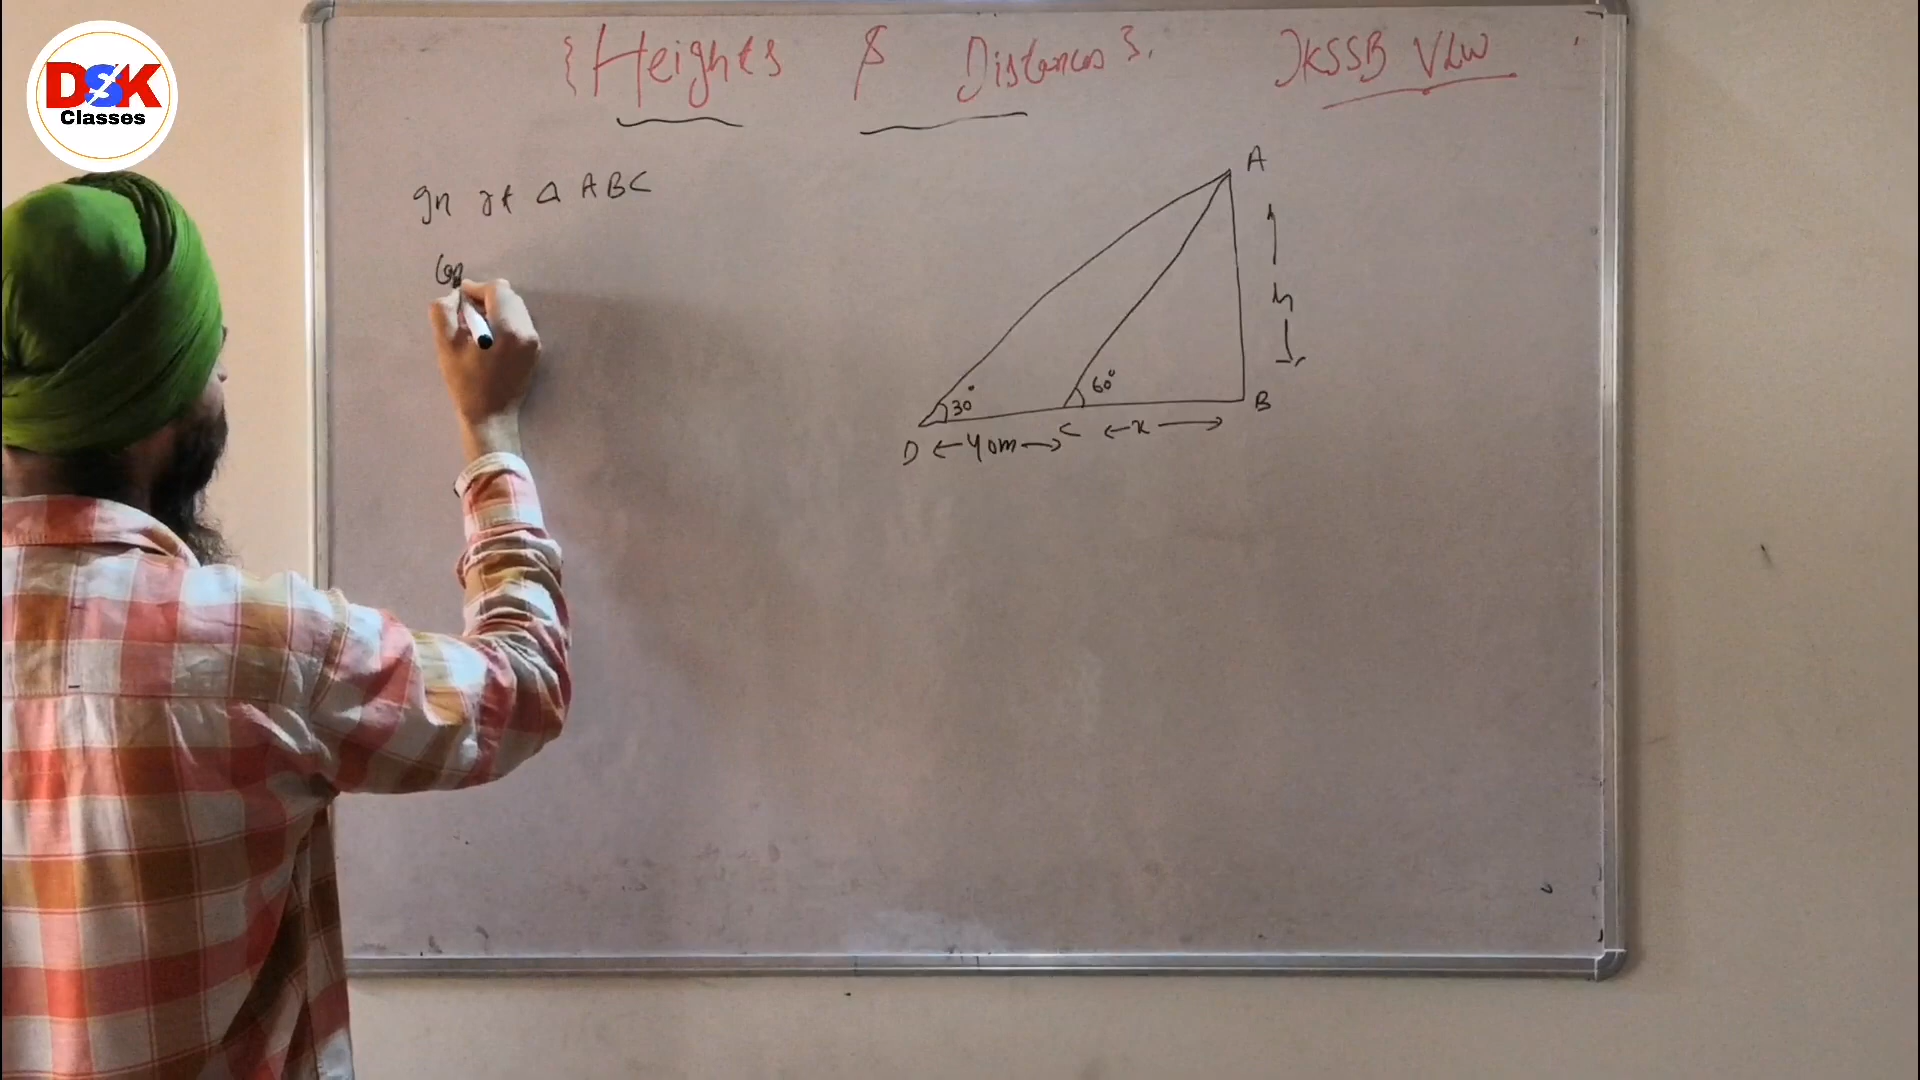 DSK
Classes
{Heights & Distances}. JKSSB VLW
In rt △ ABC
A
h
60°
30°
B
D ←40m→ C ←x→